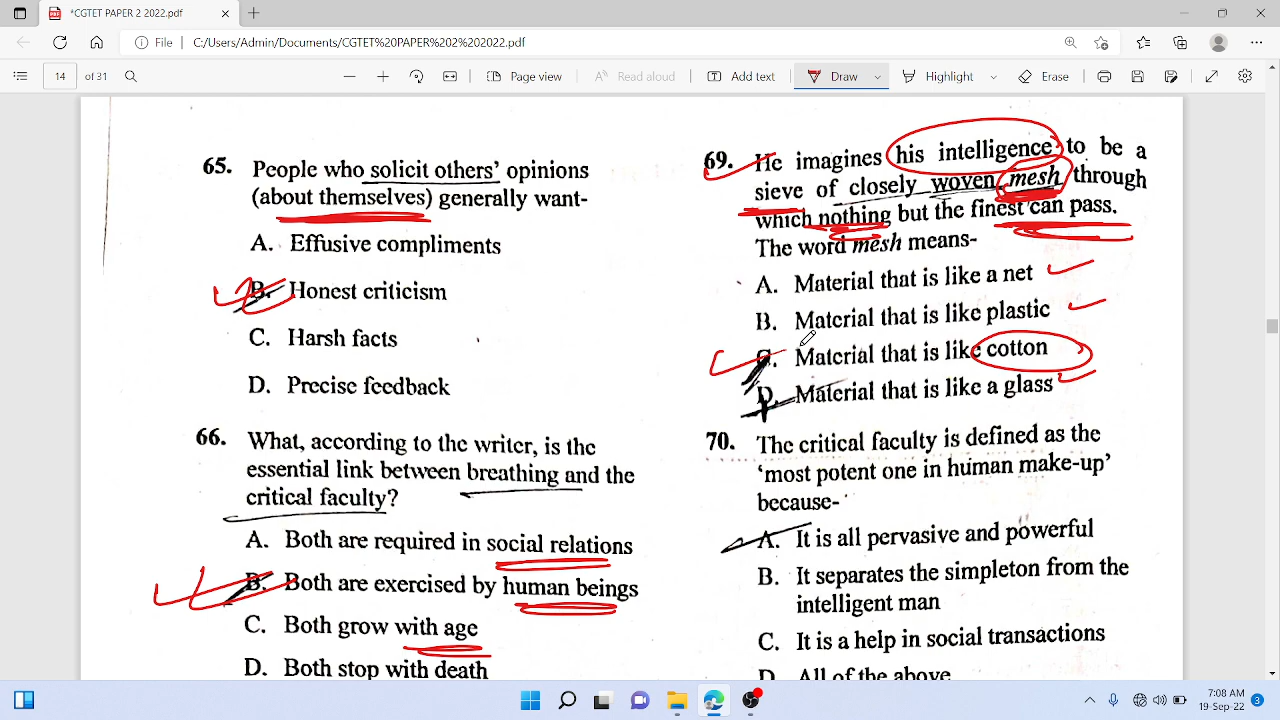 *CGTET PAPER 2 2022.pdf
File C:/Users/Admin/Documents/CGTET%20PAPER%202%202022.pdf
14 of 31 Page view Read aloud Add text Draw Highlight Erase
65. People who solicit others' opinions
(about themselves) generally want-
A. Effusive compliments
B. Honest criticism
C. Harsh facts
D. Precise feedback
66. What, according to the writer, is the
essential link between breathing and the
critical faculty?
A. Both are required in social relations
B. Both are exercised by human beings
C. Both grow with age
D. Both stop with death
69. He imagines his intelligence to be a
sieve of closely woven mesh through
which nothing but the finest can pass.
The word mesh means-
A. Material that is like a net
B. Material that is like plastic
C. Material that is like cotton
D. Material that is like a glass
70. The critical faculty is defined as the
'most potent one in human make-up'
because-
A. It is all pervasive and powerful
B. It separates the simpleton from the
intelligent man
C. It is a help in social transactions
D. All of the above
7:08 AM
19-Sep-22
3